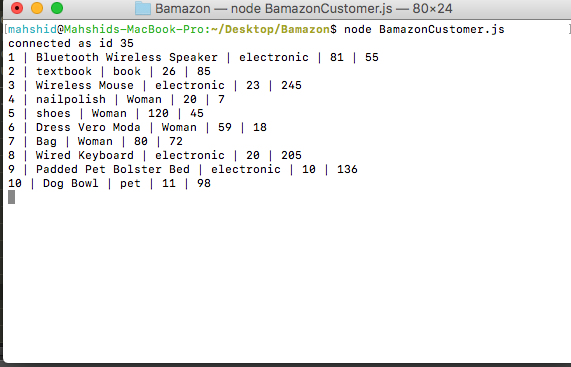 Bamazon — node BamazonCustomer.js — 80×24
[mahshid@Mahshids-MacBook-Pro:~/Desktop/Bamazon$ node BamazonCustomer.js ]
connected as id 35
1 | Bluetooth Wireless Speaker | electronic | 81 | 55
2 | textbook | book | 26 | 85
3 | Wireless Mouse | electronic | 23 | 245
4 | nailpolish | Woman | 20 | 7
5 | shoes | Woman | 120 | 45
6 | Dress Vero Moda | Woman | 59 | 18
7 | Bag | Woman | 80 | 72
8 | Wired Keyboard | electronic | 20 | 205
9 | Padded Pet Bolster Bed | electronic | 10 | 136
10 | Dog Bowl | pet | 11 | 98